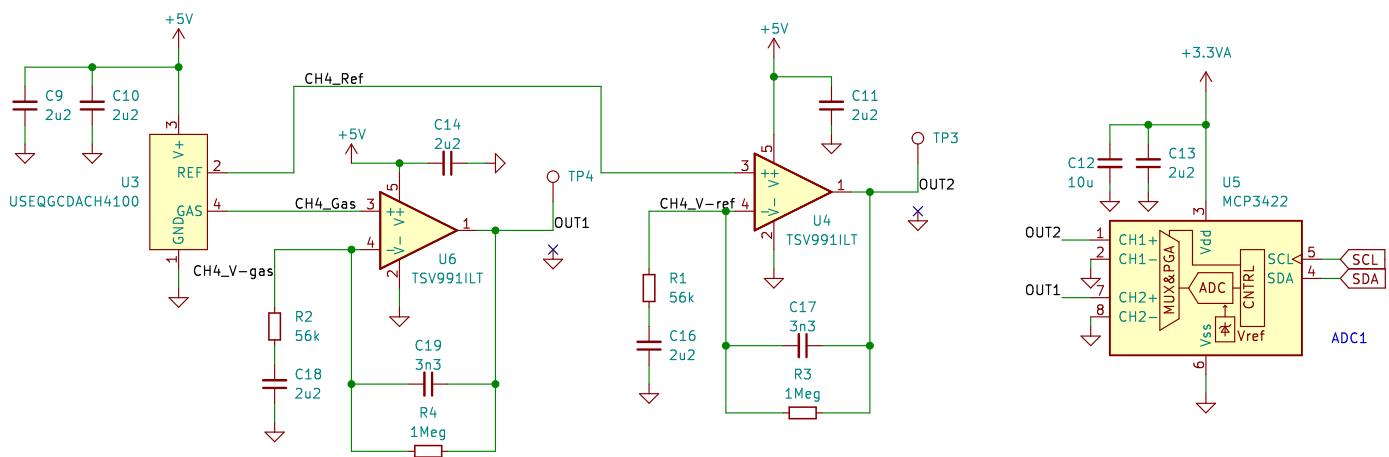 +5V
C9
2u2
C10
2u2
3
V+
U3
USEQGCDACH4100
REF
2
GAS
4
GND
1
CH4_Ref
+5V
C14
2u2
CH4_Gas
3
5
+
V+
4
-
V-
2
1
U6
TSV991ILT
TP4
OUT1
CH4_V-gas
R2
56k
C18
2u2
C19
3n3
R4
1Meg
+5V
C11
2u2
3
5
+
V+
CH4_V-ref
4
-
V-
2
1
U4
TSV991ILT
TP3
OUT2
R1
56k
C16
2u2
C17
3n3
R3
1Meg
+3.3VA
C12
10u
C13
2u2
U5
MCP3422
3
Vdd
OUT2
1
CH1+
2
CH1-
OUT1
7
CH2+
8
CH2-
MUX&PGA
ADC
CNTRL
Vref
Vss
6
SCL
5
SCL
SDA
4
SDA
ADC1